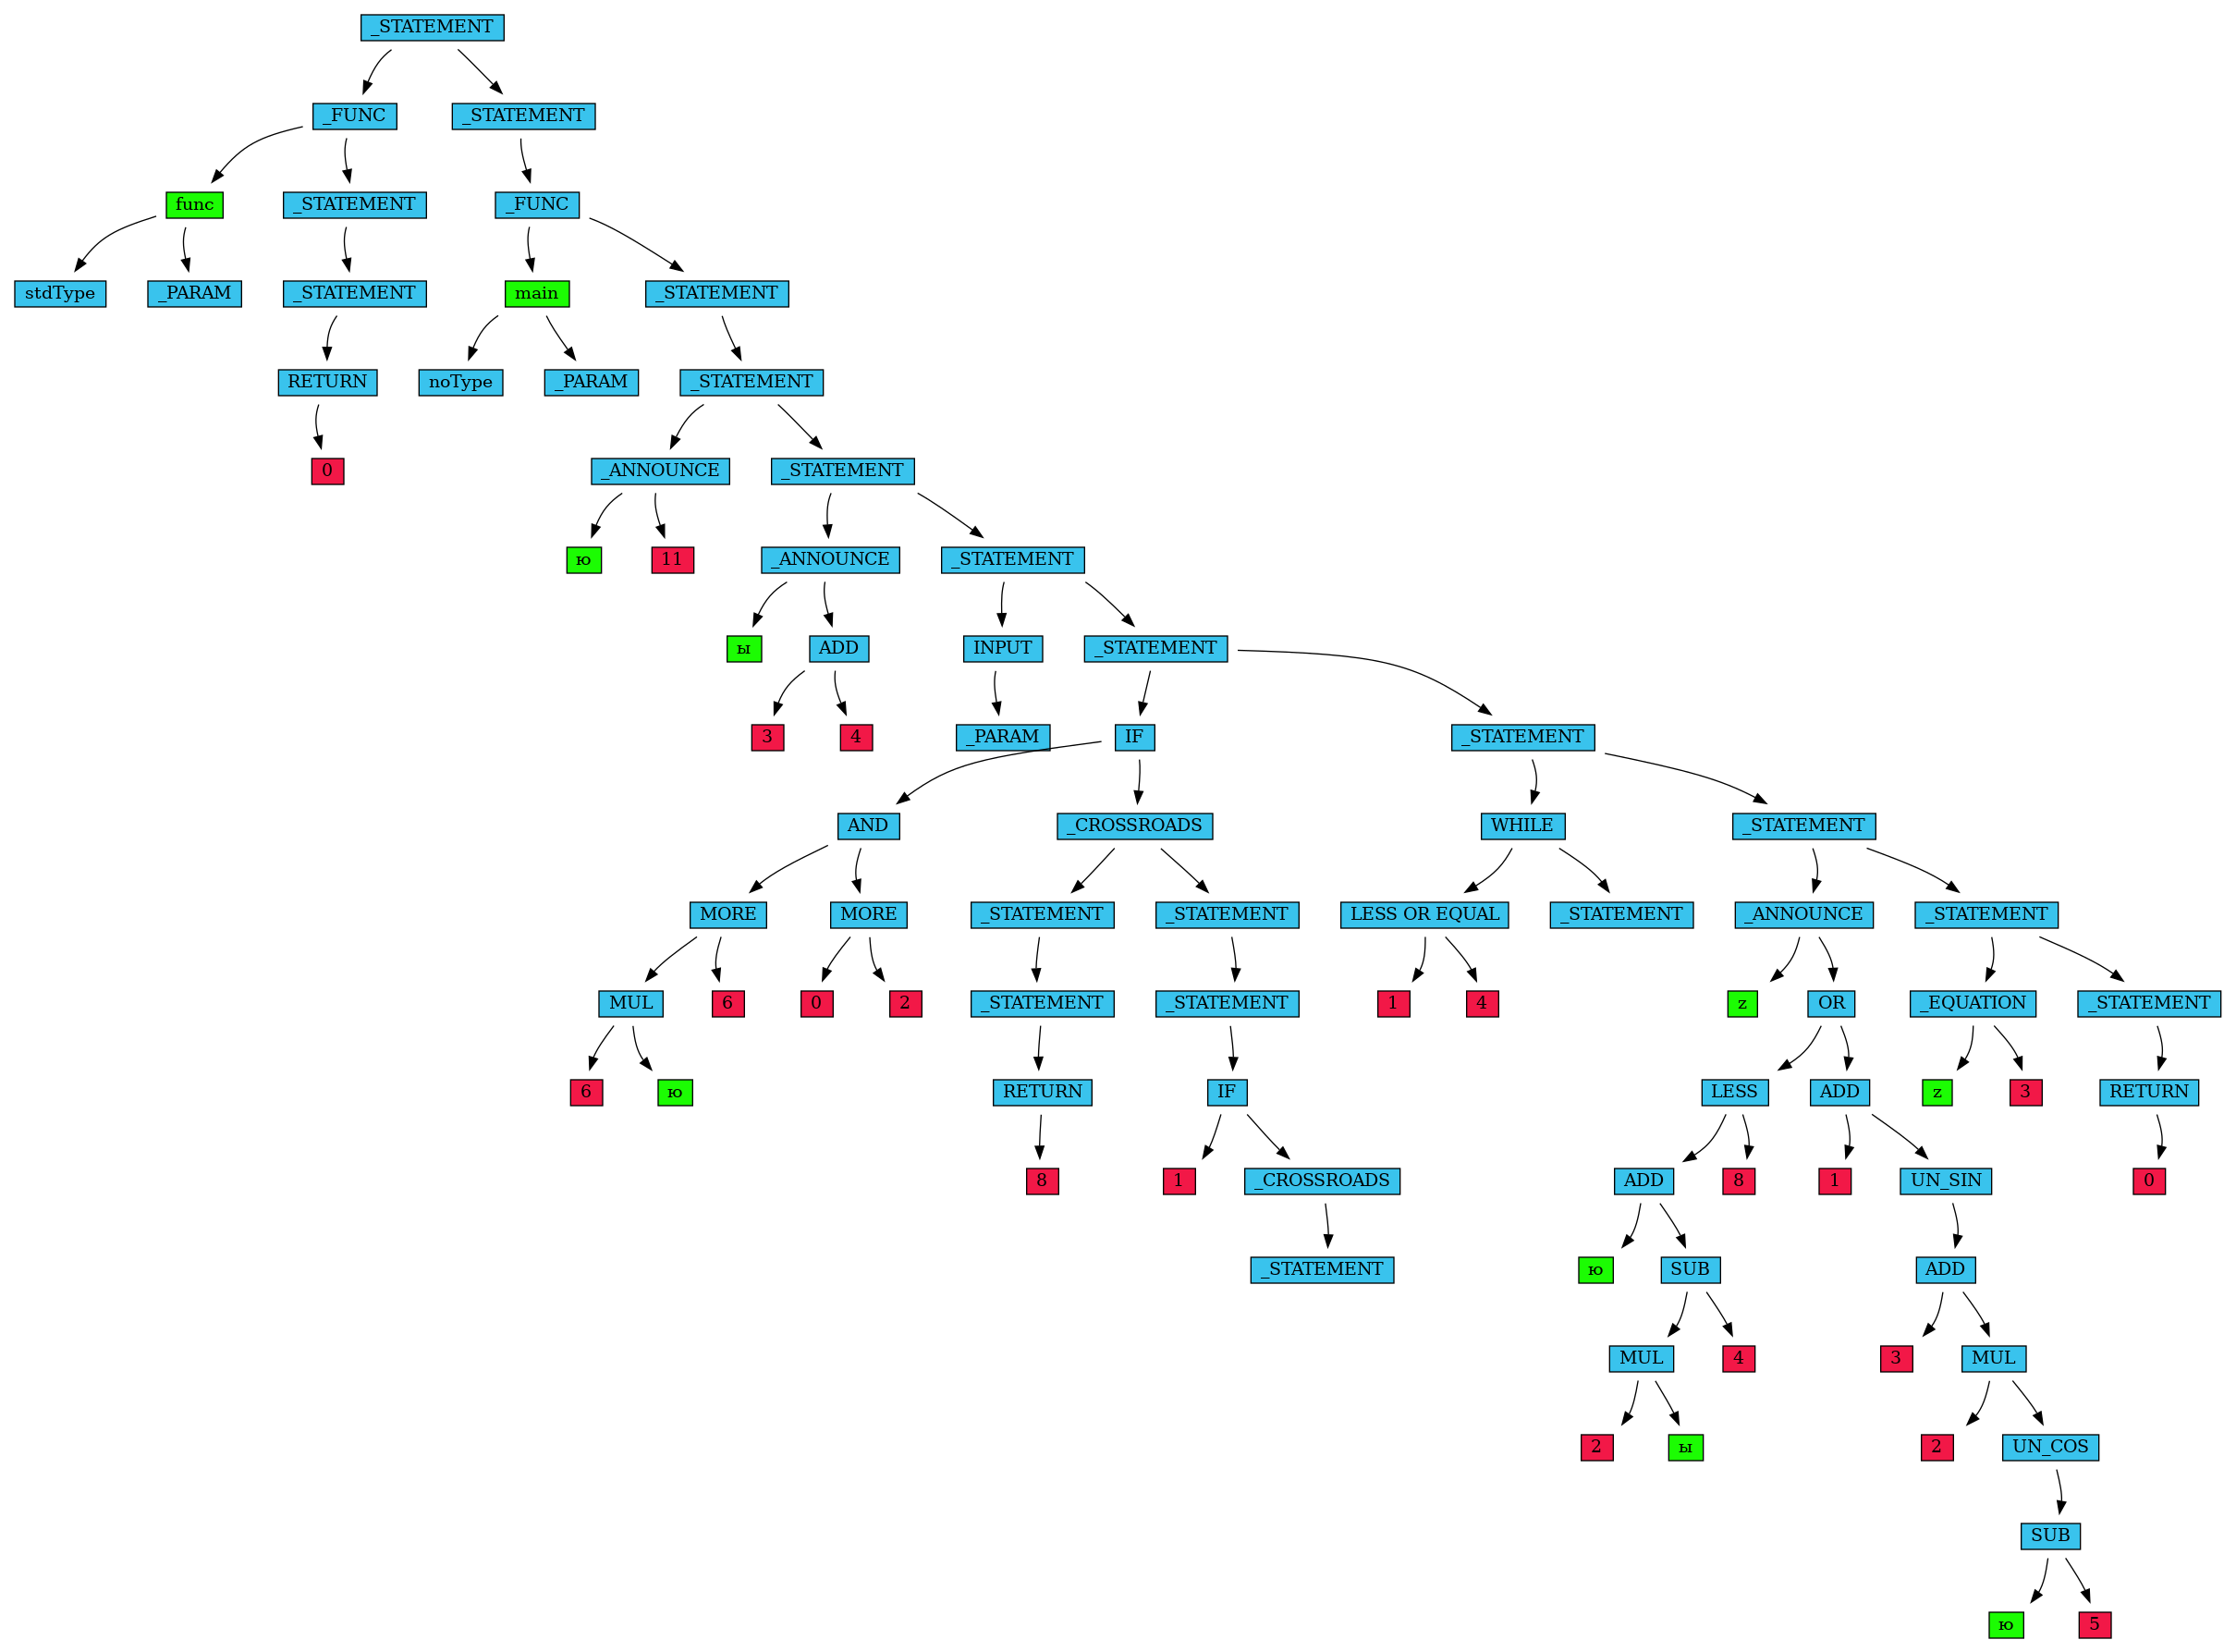 _STATEMENT
_FUNC _STATEMENT
func _STATEMENT _FUNC
stdType _PARAM _STATEMENT main _STATEMENT
RETURN noType _PARAM _STATEMENT
0 _ANNOUNCE _STATEMENT
ю 11 _ANNOUNCE _STATEMENT
ы ADD INPUT _STATEMENT
3 4 _PARAM IF _STATEMENT
AND _CROSSROADS WHILE _STATEMENT
MORE MORE _STATEMENT _STATEMENT LESS OR EQUAL _STATEMENT _ANNOUNCE _STATEMENT
MUL 6 0 2 _STATEMENT _STATEMENT 1 4 z OR _EQUATION _STATEMENT
6 ю RETURN IF LESS ADD z 3 RETURN
8 1 _CROSSROADS ADD 8 1 UN_SIN 0
_STATEMENT ю SUB ADD
MUL 4 3 MUL
2 ы 2 UN_COS
SUB
ю 5